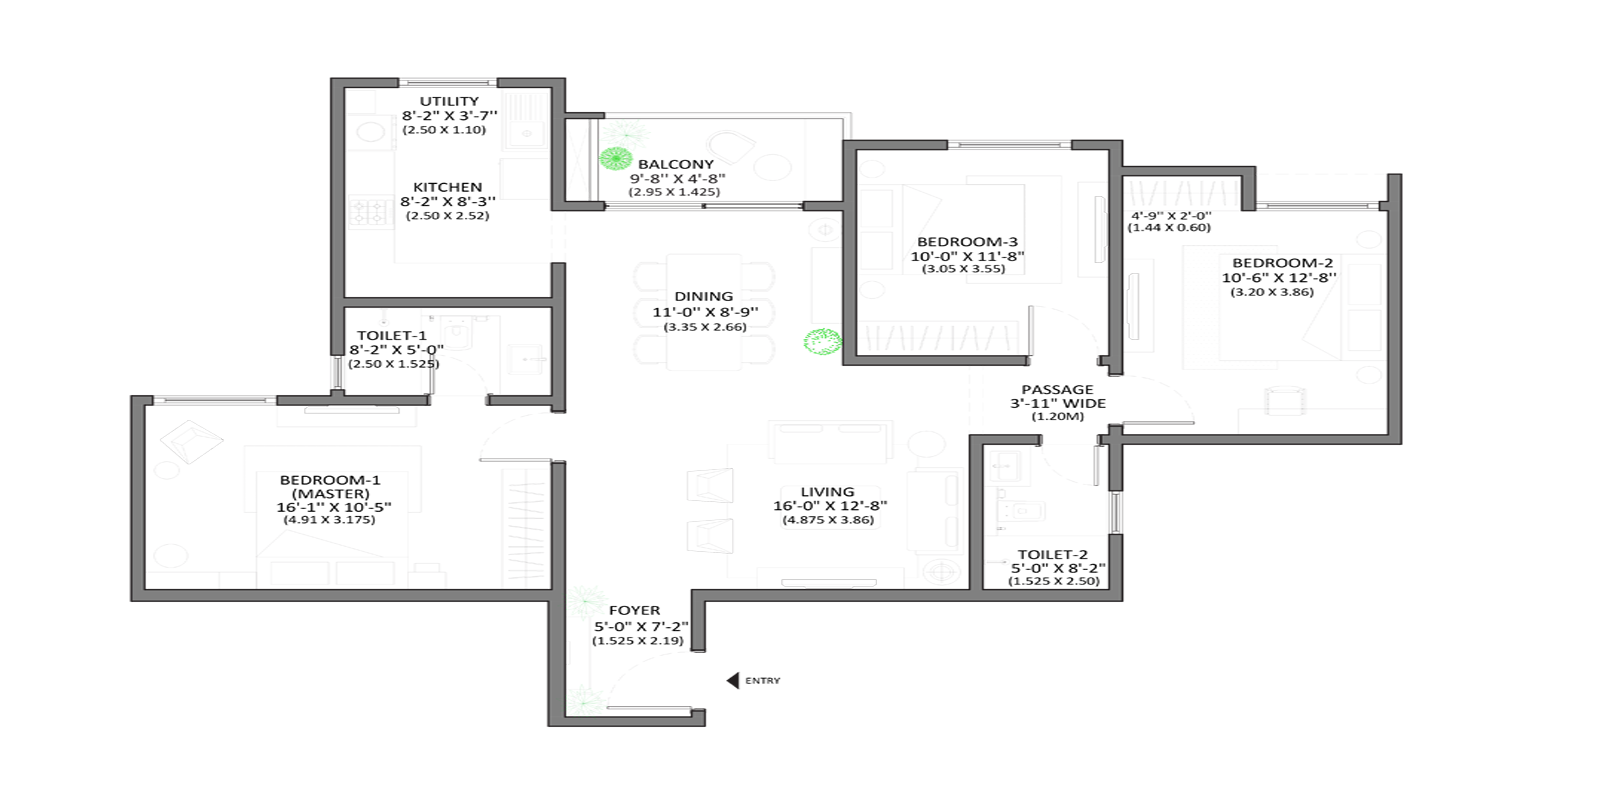 UTILITY
8'-2" X 3'-7"
(2.50 X 1.10)
KITCHEN
8'-2" X 8'-3"
(2.50 X 2.52)
BALCONY
9'-8" X 4'-8"
(2.95 X 1.425)
BEDROOM-3
10'-0" X 11'-8"
(3.05 X 3.55)
4'-9" X 2'-0"
(1.44 X 0.60)
BEDROOM-2
10'-6" X 12'-8"
(3.20 X 3.86)
DINING
11'-0" X 8'-9"
(3.35 X 2.66)
TOILET-1
8'-2" X 5'-0"
(2.50 X 1.525)
PASSAGE
3'-11" WIDE
(1.20M)
BEDROOM-1
(MASTER)
16'-1" X 10'-5"
(4.91 X 3.175)
LIVING
16'-0" X 12'-8"
(4.875 X 3.86)
TOILET-2
5'-0" X 8'-2"
(1.525 X 2.50)
FOYER
5'-0" X 7'-2"
(1.525 X 2.19)
ENTRY